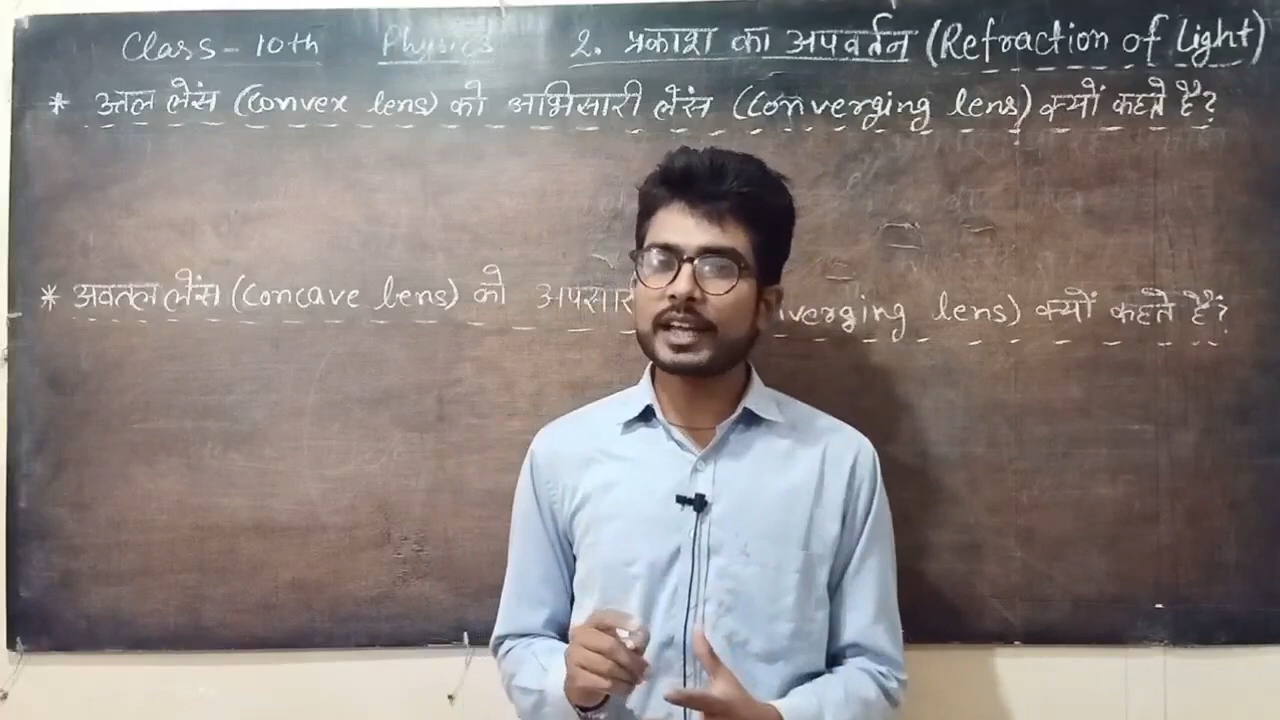 Class - 10th Physics 2. प्रकाश का अपवर्तन (Refraction of Light)
* उत्तल लेंस (Convex lens) को अभिसारी लेंस (Converging lens) क्यों कहते है?
* अवतल लेंस (Concave lens) को अपसारी verging lens) क्यों कहते है?